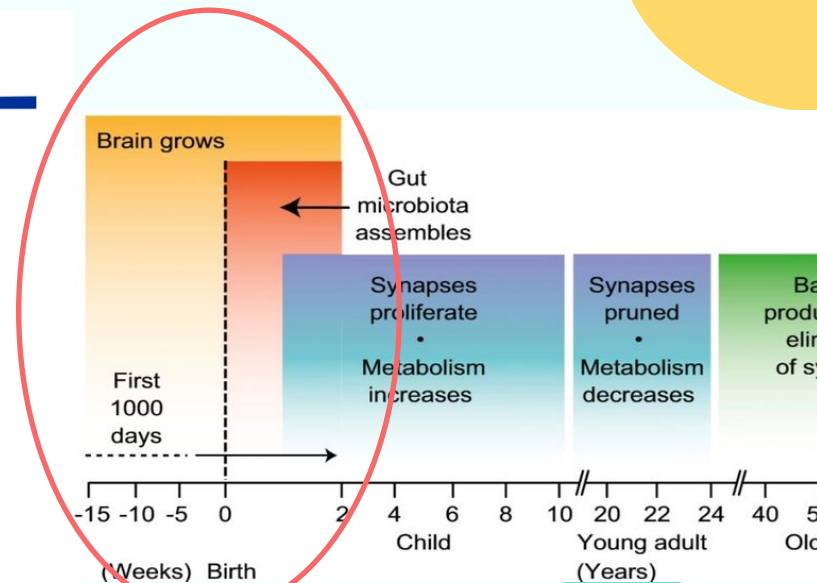 Brain grows
Gut
microbiota
assembles
Synapses
proliferate
•
Metabolism
increases
Synapses
pruned
•
Metabolism
decreases
First
1000
days
-15 -10 -5 0 2 4 6 8 10 20 22 24 40
Child
Young adult
(Weeks) Birth
(Years)